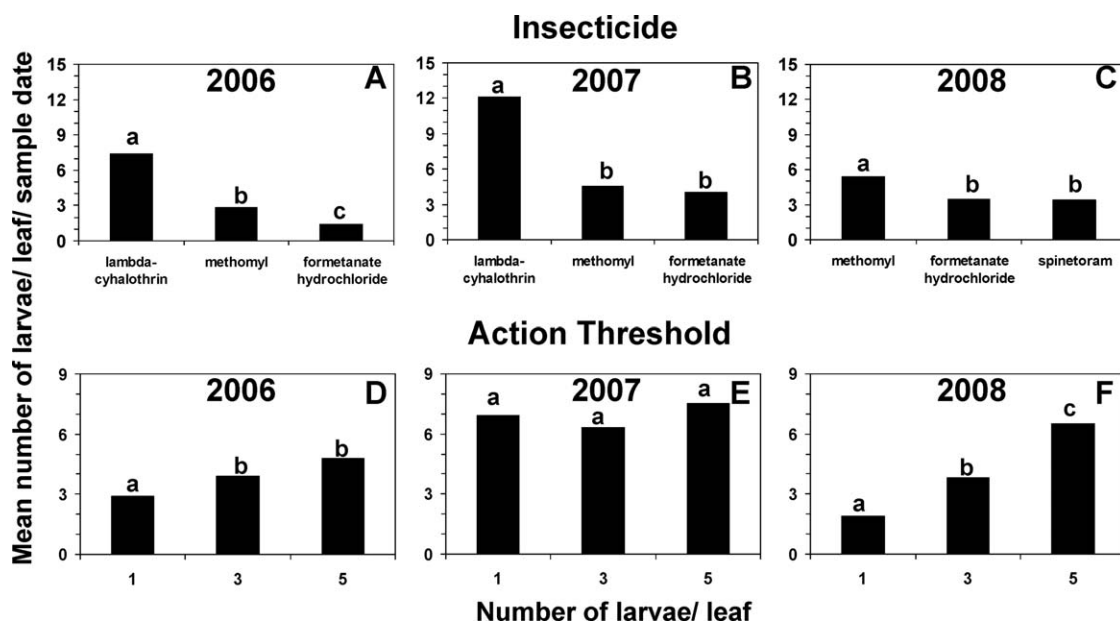 Insecticide
Mean number of larvae/ leaf/ sample date
2006
A
15
12
9
6
3
0
a
b
c
lambda-
cyhalothrin
methomyl
formetanate
hydrochloride
2007
B
15
12
9
6
3
0
a
b
b
lambda-
cyhalothrin
methomyl
formetanate
hydrochloride
2008
C
15
12
9
6
3
0
a
b
b
methomyl
formetanate
hydrochloride
spinetoram
Action Threshold
2006
D
9
6
3
0
a
b
b
1 3 5
2007
E
9
6
3
0
a
a
a
1 3 5
2008
F
9
6
3
0
a
b
c
1 3 5
Number of larvae/ leaf